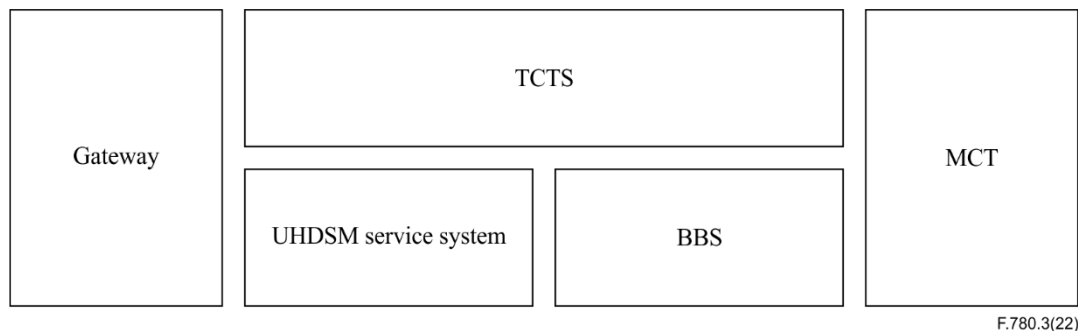 TCTS
Gateway
MCT
UHDSM service system
BBS
F.780.3(22)